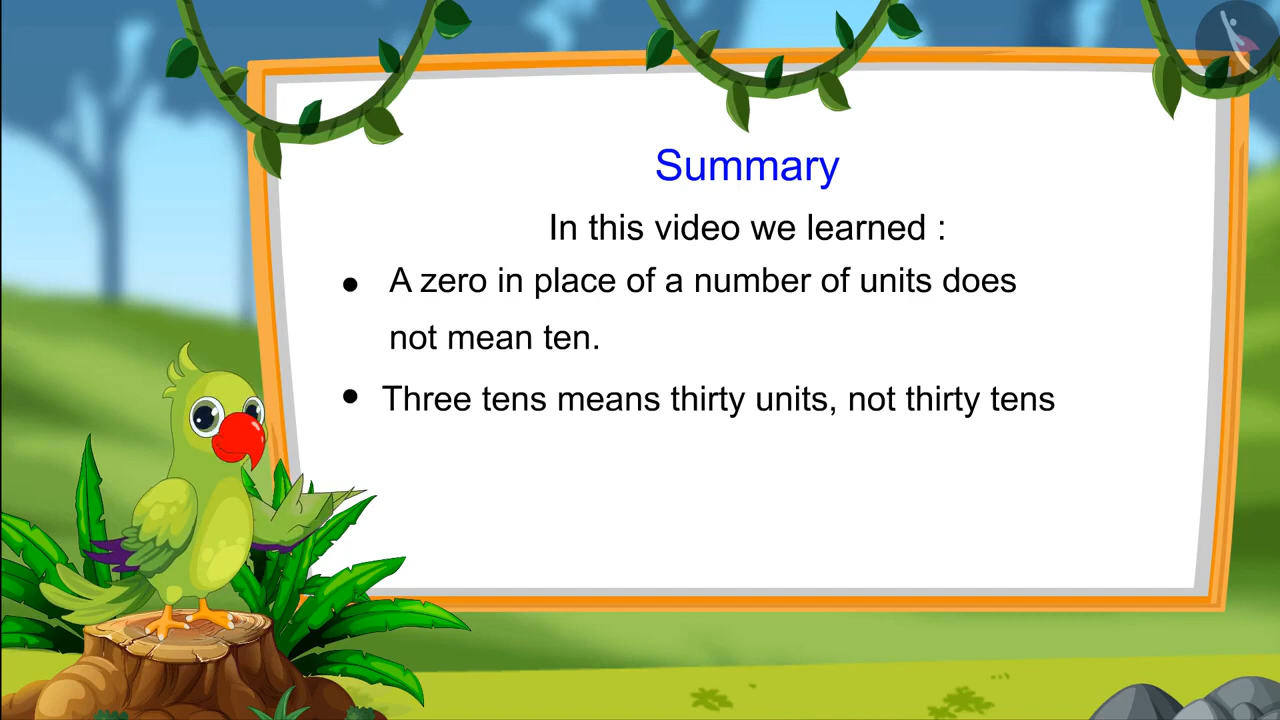 Summary
In this video we learned :
● A zero in place of a number of units does
not mean ten.
● Three tens means thirty units, not thirty tens